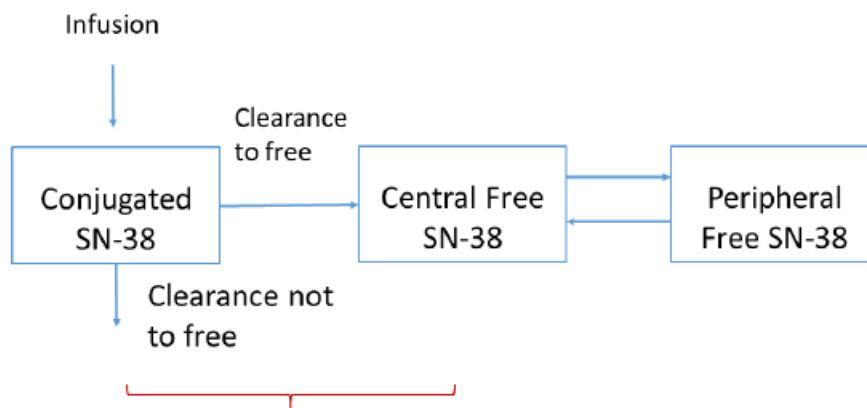 Infusion
Clearance
to free
Conjugated
SN-38
Central Free
SN-38
Peripheral
Free SN-38
Clearance not
to free